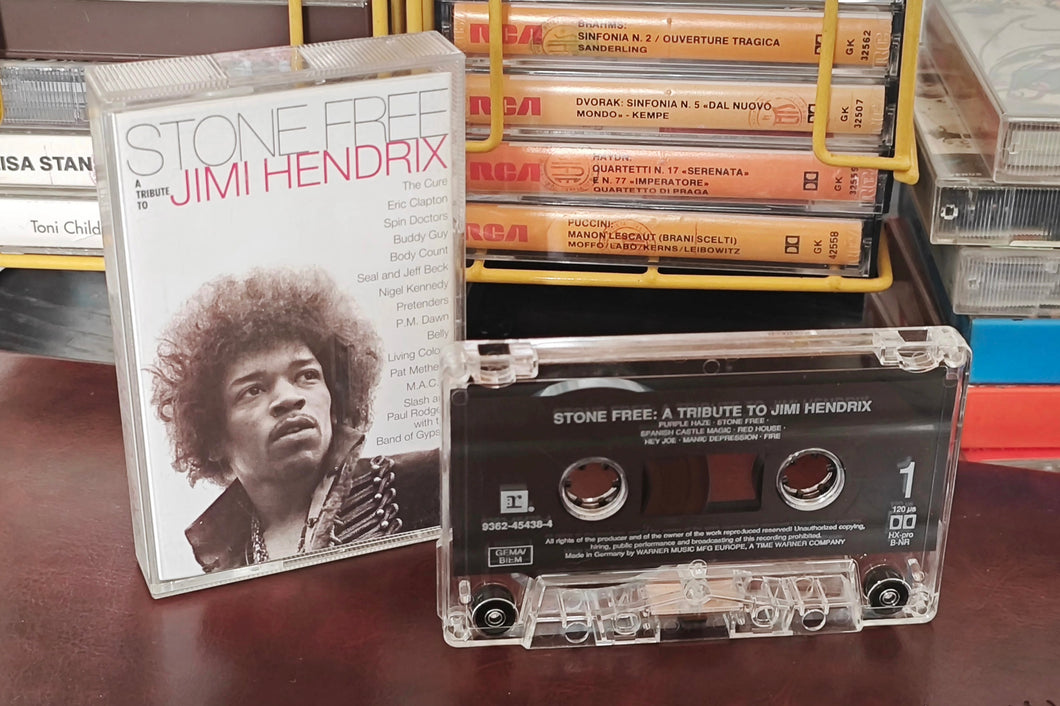 STONE FREE
A
TRIBUTE
TO
JIMI HENDRIX
The Cure
Eric Clapton
Spin Doctors
Buddy Guy
Body Count
Seal and Jeff Beck
Nigel Kennedy
Pretenders
P.M. Dawn
Belly
Living Colo
Pat Methe
M.A.C.
Slash a
Paul Rodg
with t
Band of Gyps
ISA STAN
Toni Child
RCA
BRAHMS:
SINFONIA N. 2 / OUVERTURE TRAGICA
SANDERLING
GK
32562
RCA
DVORAK: SINFONIA N. 5 «DAL NUOVO
MONDO» - KEMPE
GK
32507
RCA
HAYDN:
QUARTETTI N. 17 «SERENATA»
E N. 77 «IMPERATORE»
QUARTETTO DI PRAGA
GK
RCA
PUCCINI:
MANON LESCAUT (BRANI SCELTI)
MOFFO/LABO/KERNS/LEIBOWITZ
GK
42558
STONE FREE: A TRIBUTE TO JIMI HENDRIX
PURPLE HAZE · STONE FREE ·
SPANISH CASTLE MAGIC · RED HOUSE ·
HEY JOE · MANIC DEPRESSION · FIRE
1
r.
9362-45438-4
120 µs
HX-pro
B-NR
All rights of the producer and of the owner of the work reproduced reserved! Unauthorized copying,
hiring, public performance and broadcasting of this recording prohibited.
Made in Germany by WARNER MUSIC MFG EUROPE, A TIME WARNER COMPANY
GEMA/
BIEM